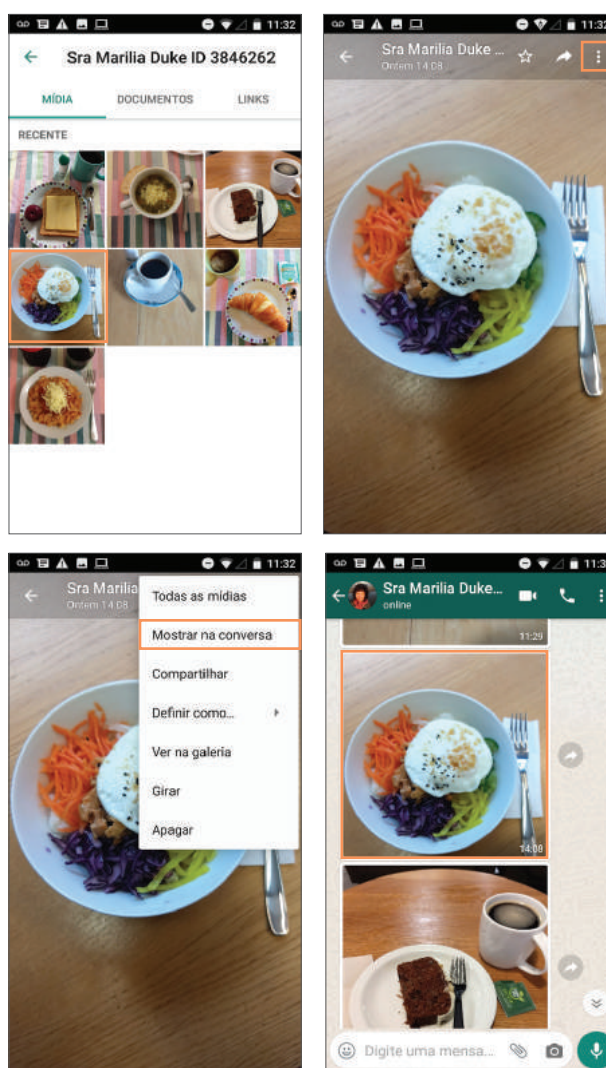 11:32
Sra Marilia Duke ID 3846262
MÍDIA DOCUMENTOS LINKS
RECENTE
11:32
Sra Marilia Duke ...
Ontem 14:08
11:32
Sra Marilia
Ontem 14:08
Todas as mídias
Mostrar na conversa
Compartilhar
Definir como...
Ver na galeria
Girar
Apagar
11:3
Sra Marilia Duke...
online
11:29
14:08
Digite uma mensa...